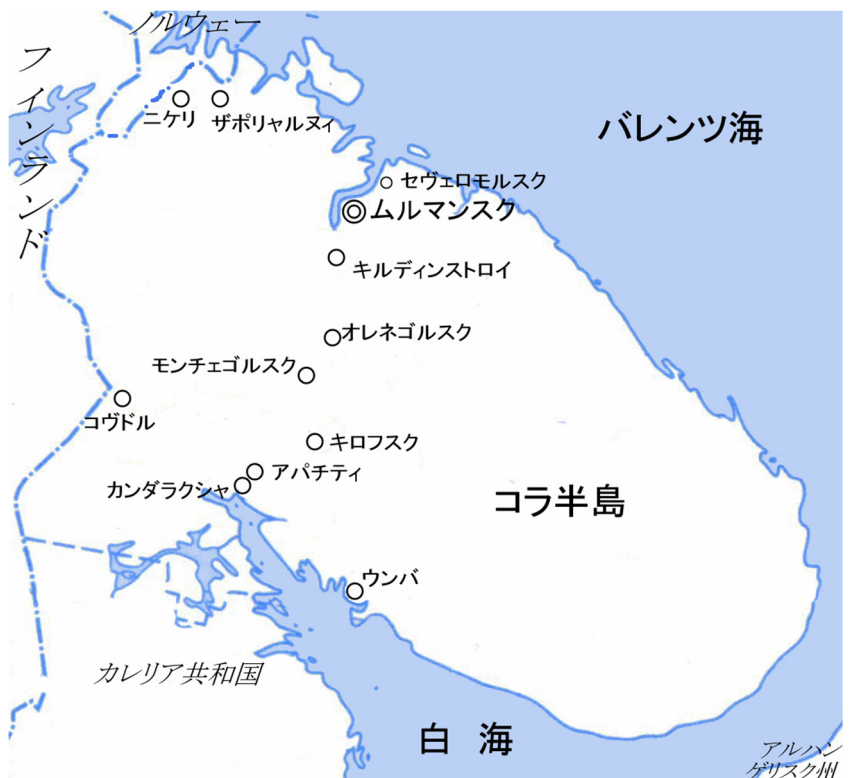 ノルウェー
フィンランド
ニケリ
ザポリャルヌィ
バレンツ海
セヴェロモルスク
ムルマンスク
キルディンストロイ
オレネゴルスク
モンチェゴルスク
コヴドル
キロフスク
アパチティ
カンダラクシャ
コラ半島
ウンバ
カレリア共和国
白 海
アルハン
ゲリスク州